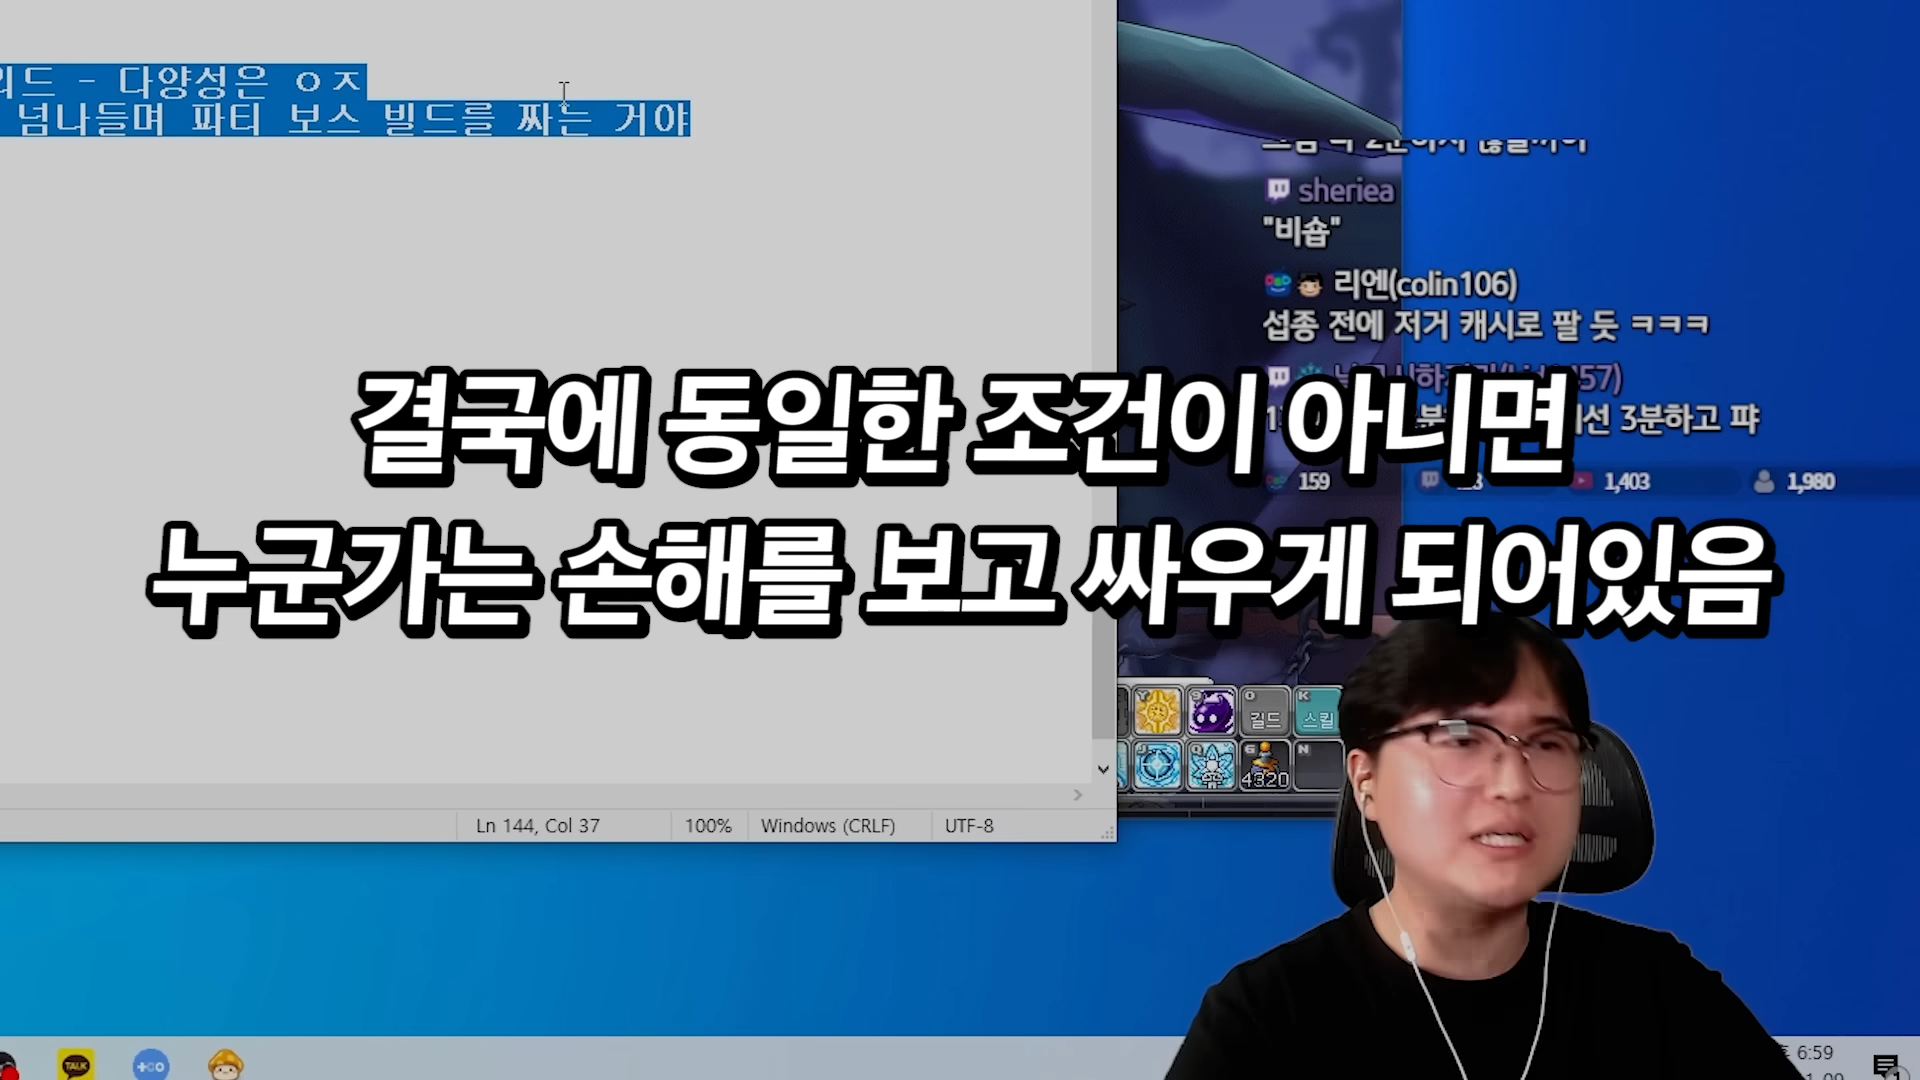 드 - 다양성은 ㅇㅈ
넘나들며 파티 보스 빌드를 짜는 거야
sheriea
"비숍"
리엔(colin106)
섭종 전에 저거 캐시로 팔 듯 ㅋㅋㅋ
3분하고 퍄
159
1,403
1,980
결국에 동일한 조건이 아니면
누군가는 손해를 보고 싸우게 되어있음
Y
9
O
길드
K
스킬
J
Q
6
4320
N
Ln 144, Col 37
100%
Windows (CRLF)
UTF-8
TALK
6:59